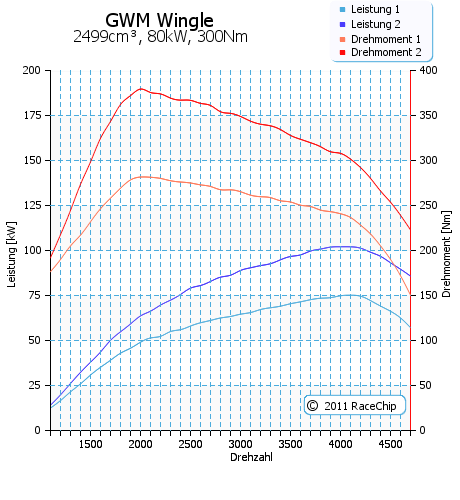 GWM Wingle
2499cm³, 80kW, 300Nm
Leistung 1
Leistung 2
Drehmoment 1
Drehmoment 2
200
175
150
125
100
75
50
25
0
Leistung [kW]
400
350
300
250
200
150
100
50
0
Drehmoment [Nm]
1500 2000 2500 3000 3500 4000 4500
Drehzahl
© 2011 RaceChip